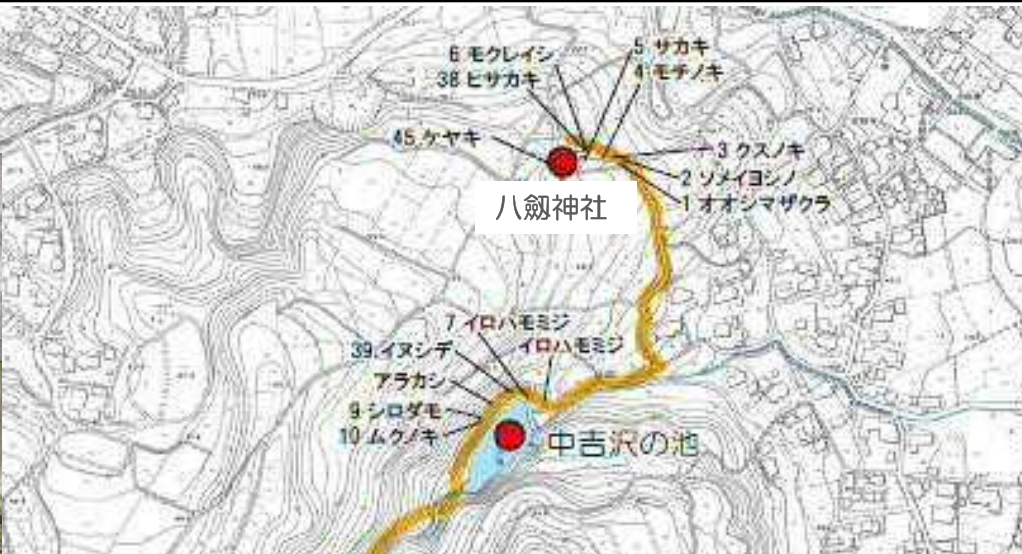 6 モクレイシ
38 ヒサカキ
5 サカキ
4 モチノキ
45.ケヤキ
3 クスノキ
2 ソメイヨシノ
1 オオシマザクラ
八劔神社
7 イロハモミジ
イロハモミジ
39.イヌシデ
アラカシ
9 シロダモ
10 ムクノキ
中吉沢の池